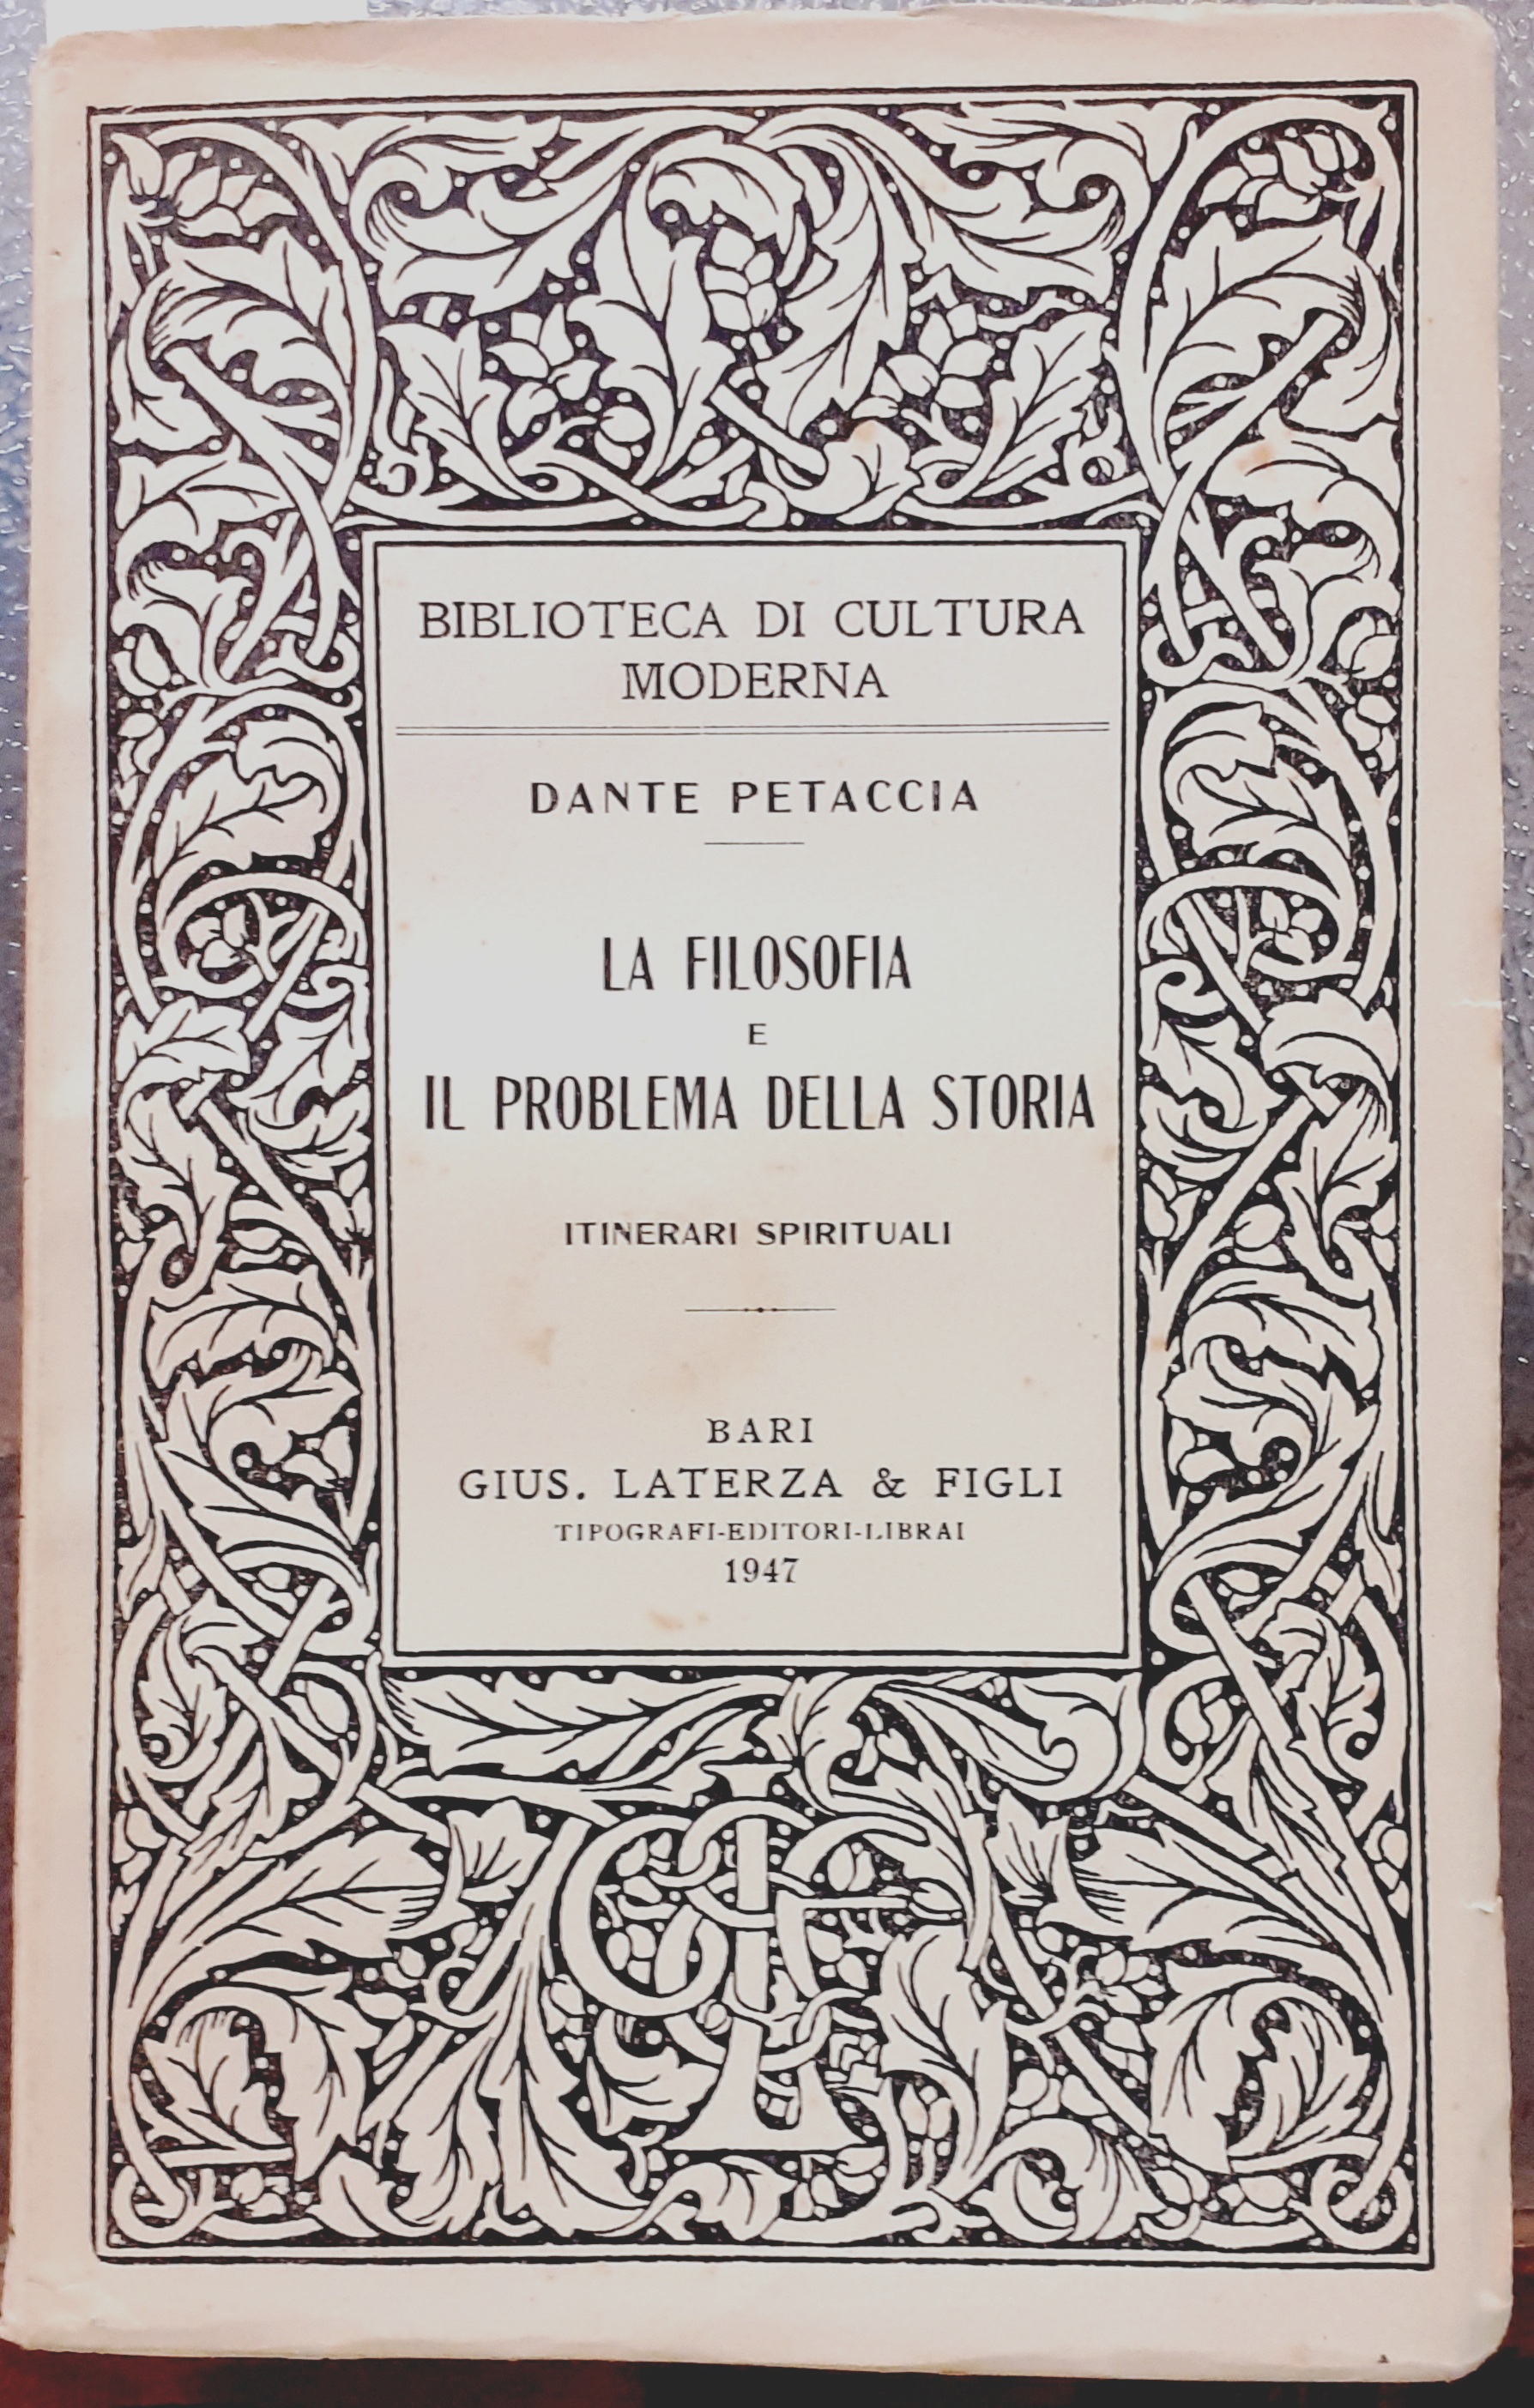 BIBLIOTECA DI CULTURA
MODERNA
DANTE PETACCIA
LA FILOSOFIA
E
IL PROBLEMA DELLA STORIA
ITINERARI SPIRITUALI
BARI
GIUS. LATERZA & FIGLI
TIPOGRAFI-EDITORI-LIBRAI
1947